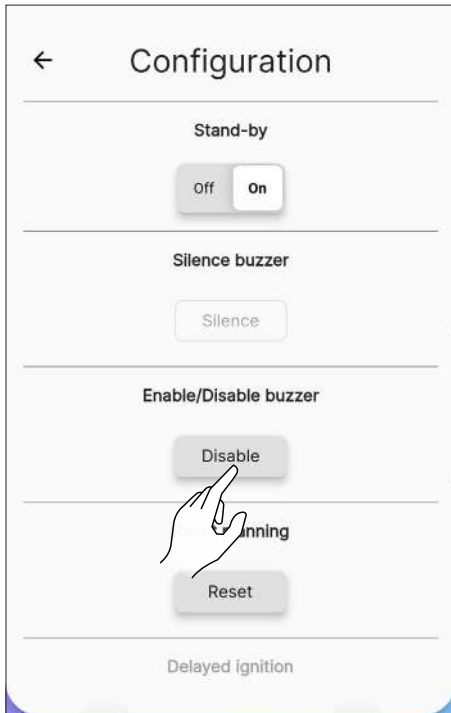 Configuration
Stand-by
Off On
Silence buzzer
Silence
Enable/Disable buzzer
Disable
Reset
Delayed ignition